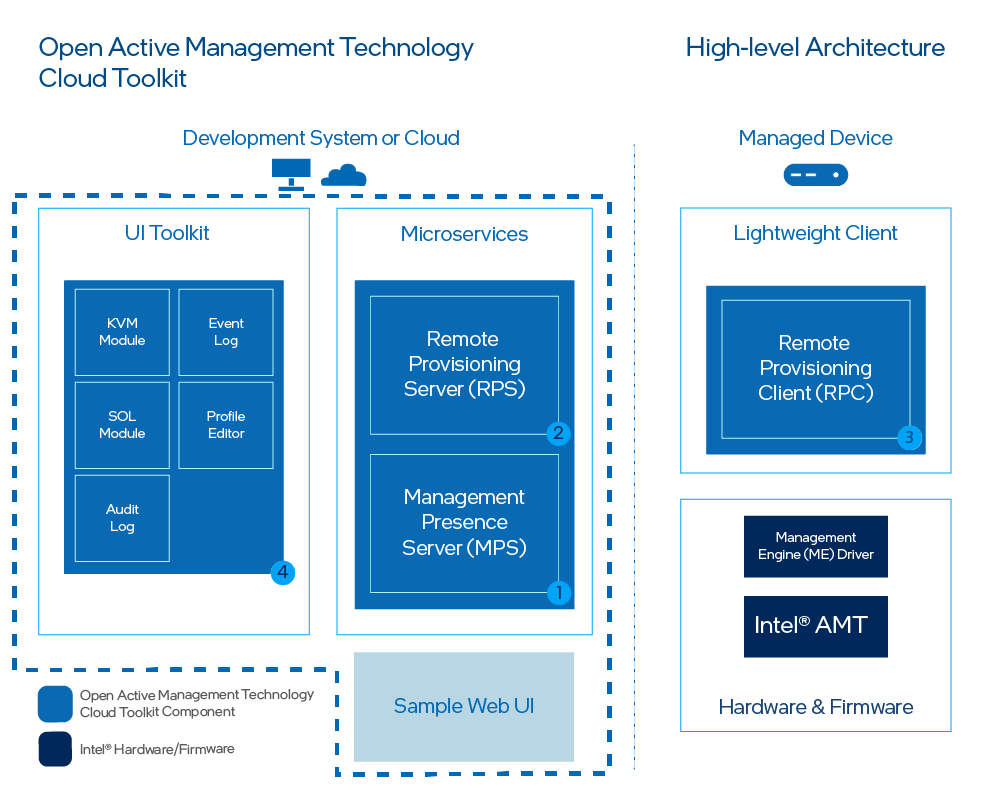 Open Active Management Technology
Cloud Toolkit
High-level Architecture
Development System or Cloud
Managed Device
UI Toolkit
KVM
Module
Event
Log
SOL
Module
Profile
Editor
Audit
Log
4
Microservices
Remote
Provisioning
Server (RPS)
2
Management
Presence
Server (MPS)
1
Sample Web UI
Lightweight Client
Remote
Provisioning
Client (RPC)
3
Management
Engine (ME) Driver
Intel® AMT
Hardware & Firmware
Open Active Management Technology
Cloud Toolkit Component
Intel® Hardware/Firmware